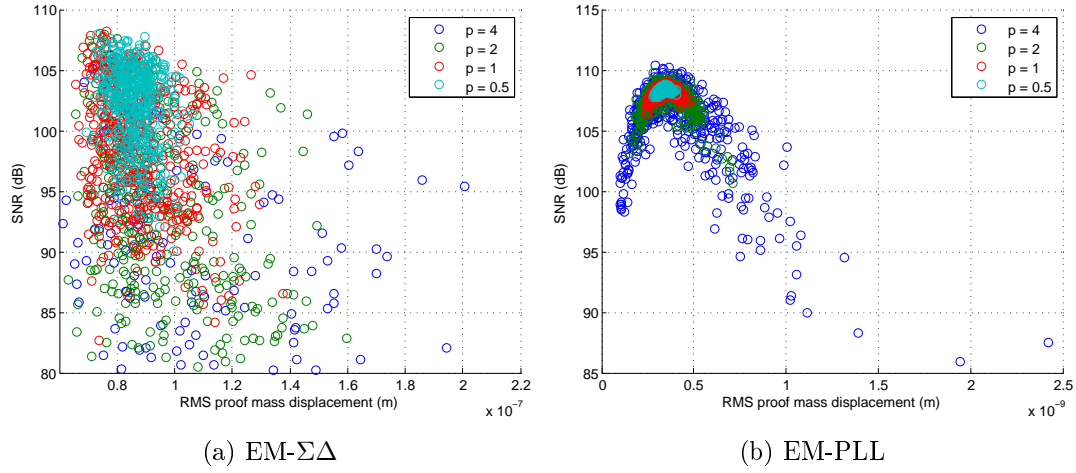 110
105
100
95
90
85
80
SNR (dB)
0.8
1
1.2
1.4
1.6
1.8
2
2.2
x 10⁻⁷
RMS proof mass displacement (m)
p = 4
p = 2
p = 1
p = 0.5
(a) EM-ΣΔ
115
110
105
100
95
90
85
SNR (dB)
0
0.5
1
1.5
2
2.5
x 10⁻⁹
RMS proof mass displacement (m)
p = 4
p = 2
p = 1
p = 0.5
(b) EM-PLL